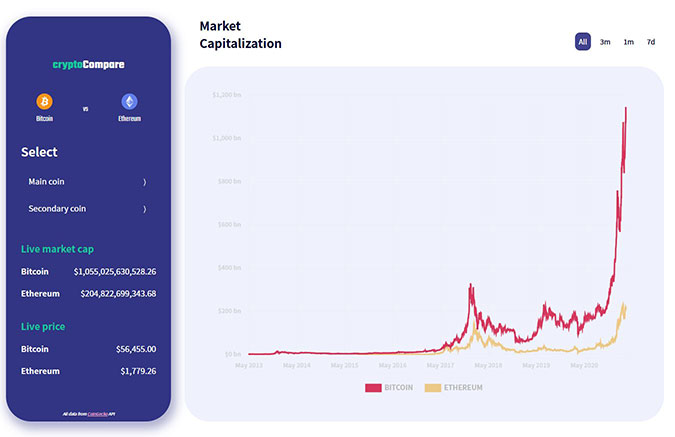 cryptoCompare
Bitcoin vs Ethereum
Select
Main coin
Secondary coin
Live market cap
Bitcoin $1,055,025,630,528.26
Ethereum $204,822,699,343.68
Live price
Bitcoin $56,455.00
Ethereum $1,779.26
All data from CoinGecko API
Market
Capitalization
All 3m 1m 7d
$1,200 bn
$1,000 bn
$800 bn
$600 bn
$400 bn
$200 bn
$0 bn
May 2013 May 2014 May 2015 May 2016 May 2017 May 2018 May 2019 May 2020
BITCOIN ETHEREUM